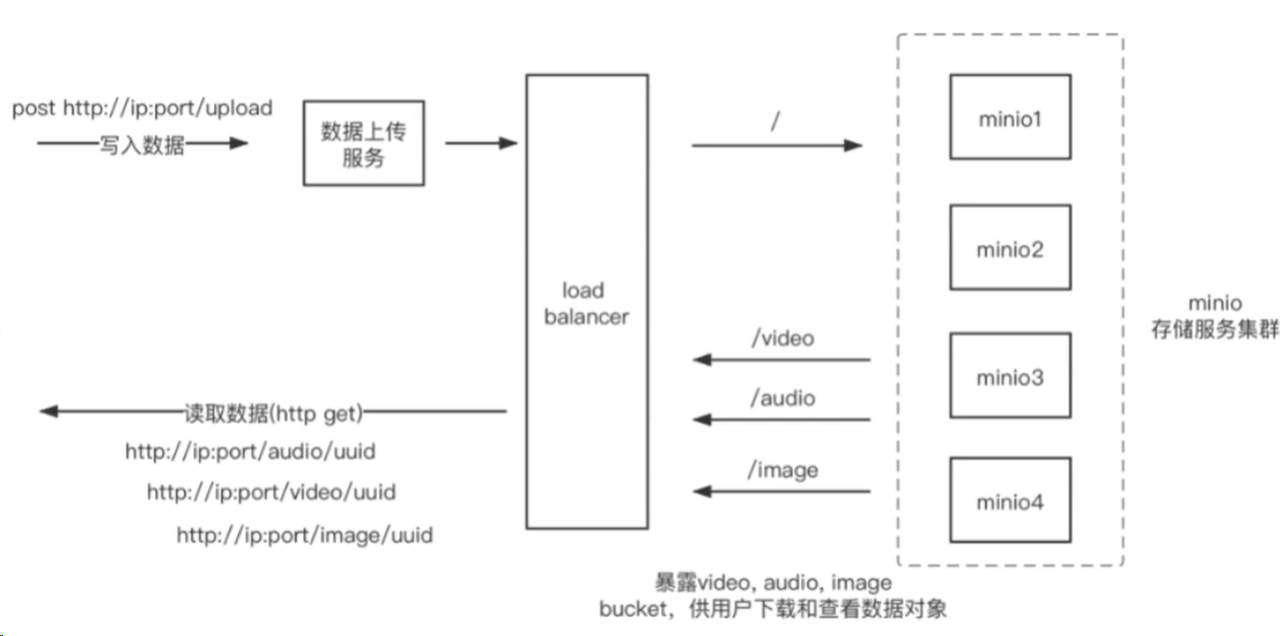 post http://ip:port/upload
写入数据
数据上传
服务
load
balancer
/
minio1
minio2
minio3
minio4
minio
存储服务集群
/video
/audio
/image
读取数据(http get)
http://ip:port/audio/uuid
http://ip:port/video/uuid
http://ip:port/image/uuid
暴露video, audio, image
bucket，供用户下载和查看数据对象